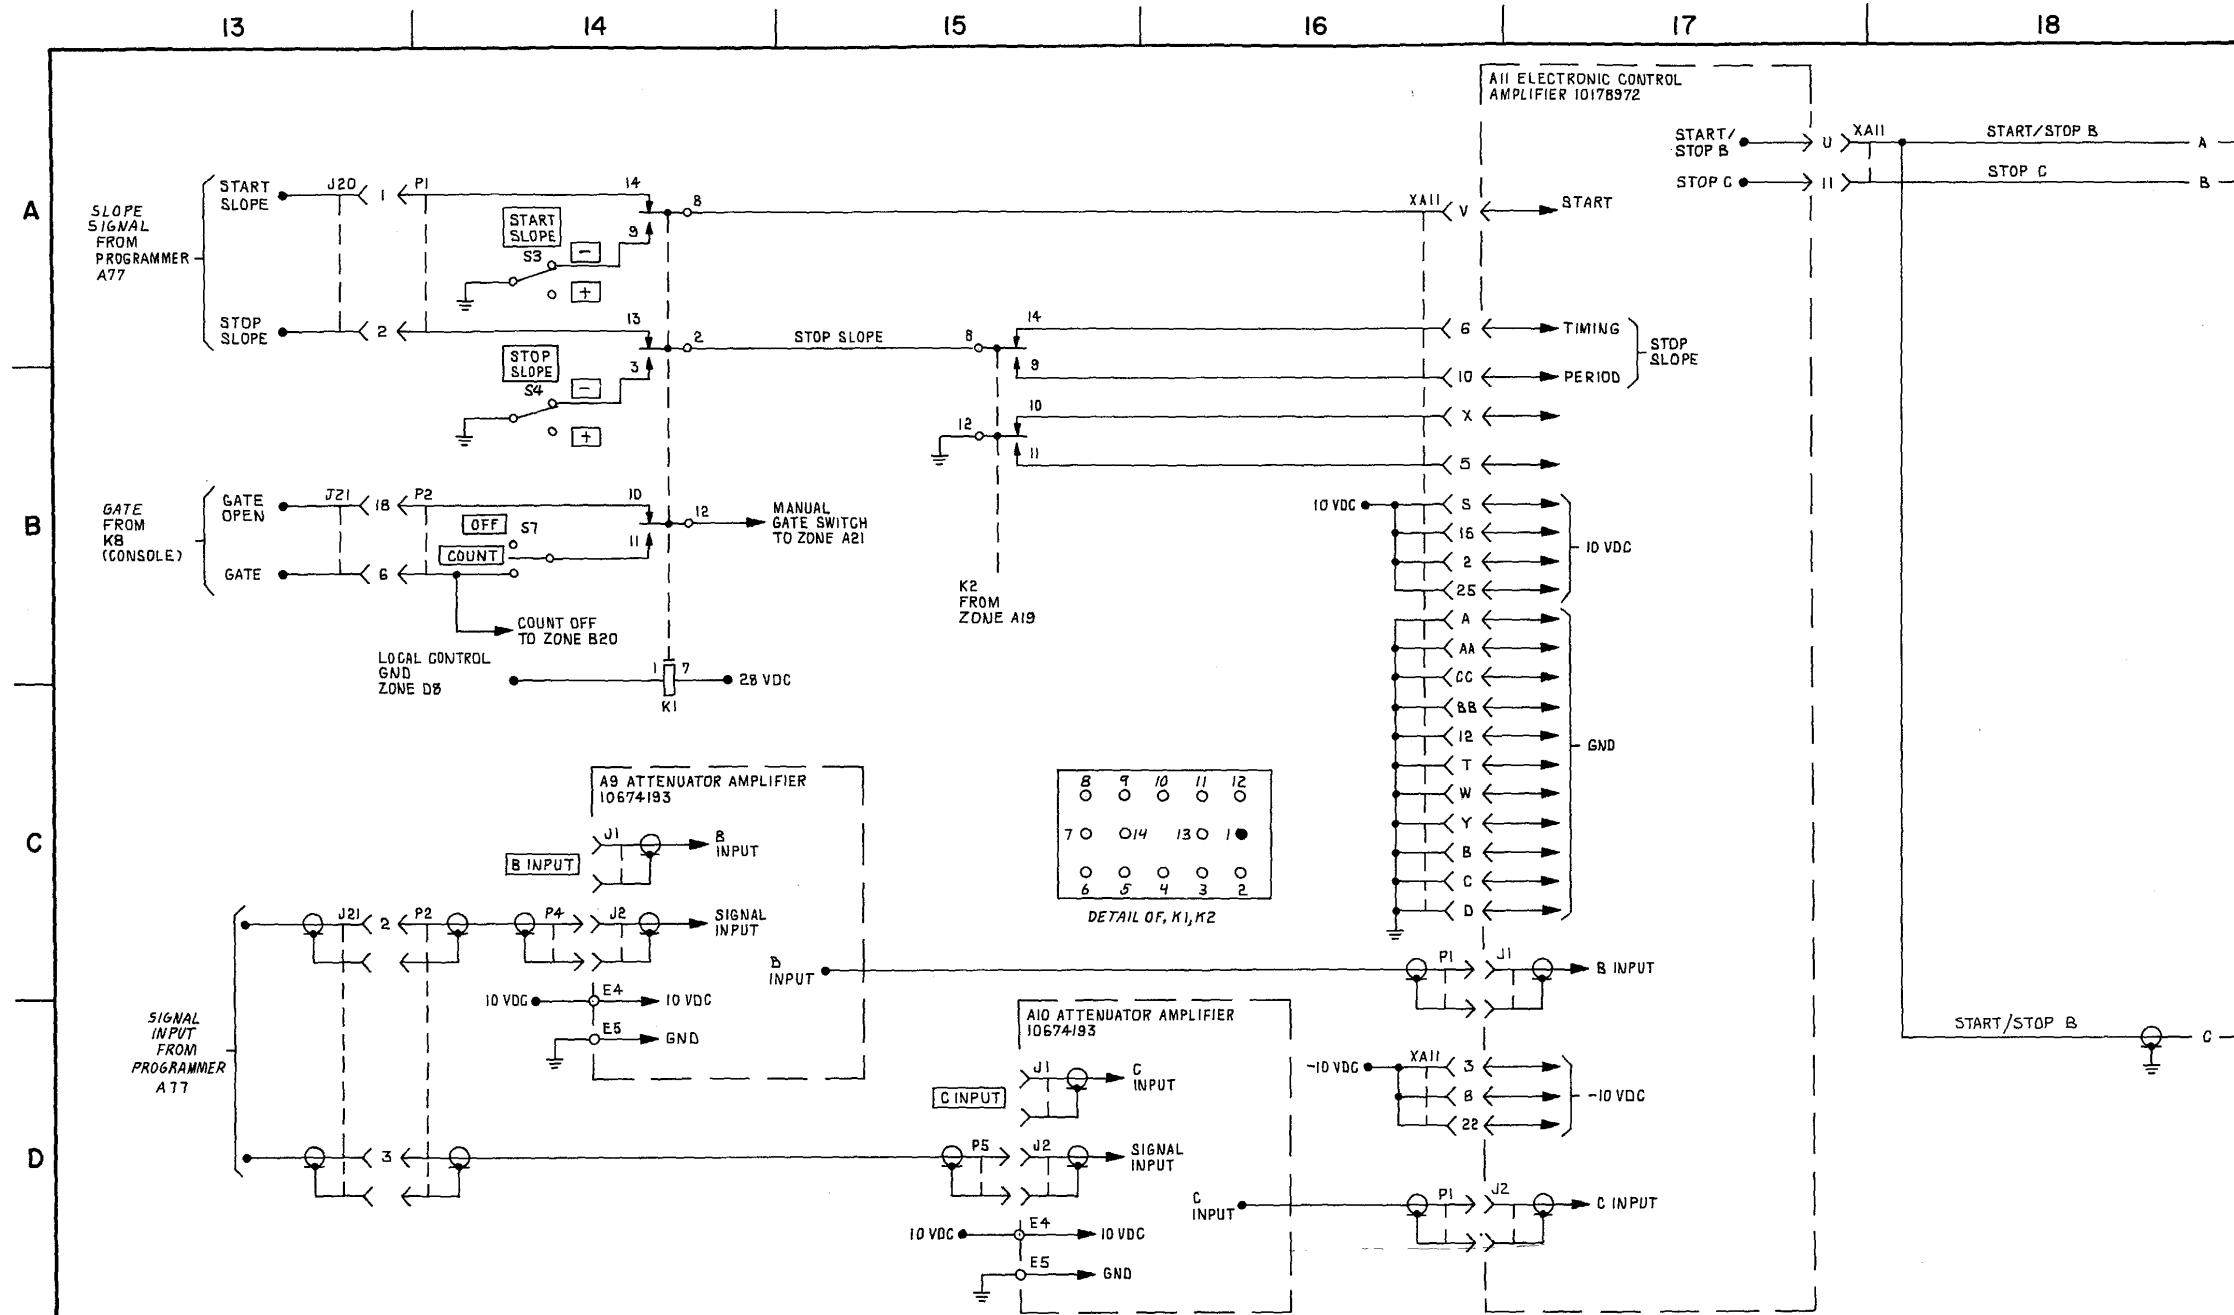 13
14
15
16
17
18
A
B
C
D
A11 ELECTRONIC CONTROL
AMPLIFIER 10178972
START/
STOP B
U
XA11
START/STOP B
A
STOP C
11
STOP C
B
SLOPE
SIGNAL
FROM
PROGRAMMER
A77
START
SLOPE
J20
1
P1
14
8
START
SLOPE
9
S3
-
+
XA11
V
START
STOP
SLOPE
2
13
2
STOP SLOPE
8
14
6
TIMING
STOP
SLOPE
STOP
SLOPE
3
S4
-
+
9
10
PERIOD
10
X
12
11
5
GATE
FROM
K8
(CONSOLE)
GATE
OPEN
J21
18
P2
10
12
MANUAL
GATE SWITCH
TO ZONE A21
OFF
S7
11
COUNT
GATE
6
COUNT OFF
TO ZONE B20
K2
FROM
ZONE A19
10 VDC
S
15
2
25
10 VDC
A
AA
CC
BB
12
T
W
Y
B
C
D
GND
LOCAL CONTROL
GND
ZONE D8
1
7
28 VDC
K1
A9 ATTENUATOR AMPLIFIER
10674193
J1
B
INPUT
B INPUT
8 9 10 11 12
7 14 13 1
6 5 4 3 2
DETAIL OF, K1, K2
J21
2
P2
P4
J2
SIGNAL
INPUT
B
INPUT
P1
J1
B INPUT
10 VDC
E4
10 VDC
E5
GND
SIGNAL
INPUT
FROM
PROGRAMMER
A77
A10 ATTENUATOR AMPLIFIER
10674193
J1
C
INPUT
C INPUT
-10 VDC
XA11
3
8
22
-10 VDC
START/STOP B
C
3
P5
J2
SIGNAL
INPUT
C
INPUT
P1
J2
C INPUT
10 VDC
E4
10 VDC
E5
GND